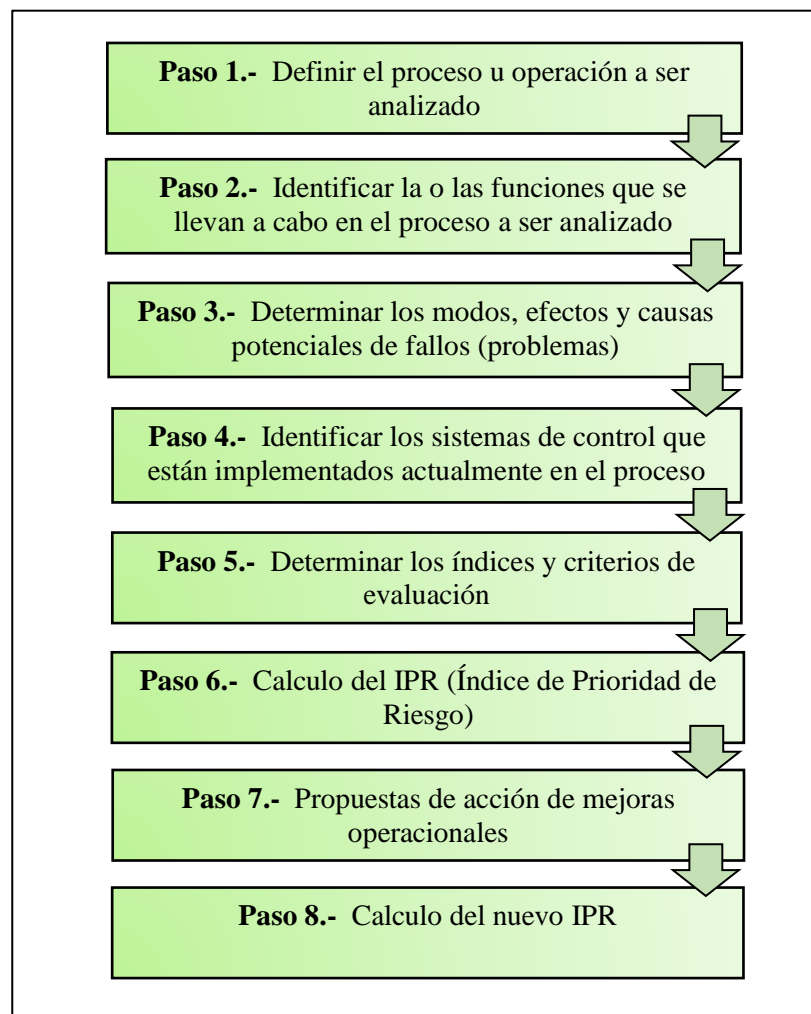 Paso 1.- Definir el proceso u operación a ser
analizado
Paso 2.- Identificar la o las funciones que se
llevan a cabo en el proceso a ser analizado
Paso 3.- Determinar los modos, efectos y causas
potenciales de fallos (problemas)
Paso 4.- Identificar los sistemas de control que
están implementados actualmente en el proceso
Paso 5.- Determinar los índices y criterios de
evaluación
Paso 6.- Calculo del IPR (Índice de Prioridad de
Riesgo)
Paso 7.- Propuestas de acción de mejoras
operacionales
Paso 8.- Calculo del nuevo IPR